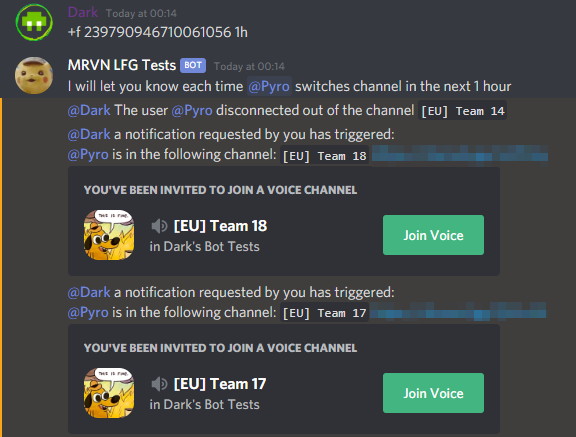 Dark Today at 00:14
+f 239790946710061056 1h
MRVN LFG Tests BOT Today at 00:14
I will let you know each time @Pyro switches channel in the next 1 hour
@Dark The user @Pyro disconnected out of the channel [EU] Team 14
@Dark a notification requested by you has triggered:
@Pyro is in the following channel: [EU] Team 18
YOU'VE BEEN INVITED TO JOIN A VOICE CHANNEL
THIS IS FINE.
[EU] Team 18
in Dark's Bot Tests
Join Voice
@Dark a notification requested by you has triggered:
@Pyro is in the following channel: [EU] Team 17
YOU'VE BEEN INVITED TO JOIN A VOICE CHANNEL
THIS IS FINE.
[EU] Team 17
in Dark's Bot Tests
Join Voice